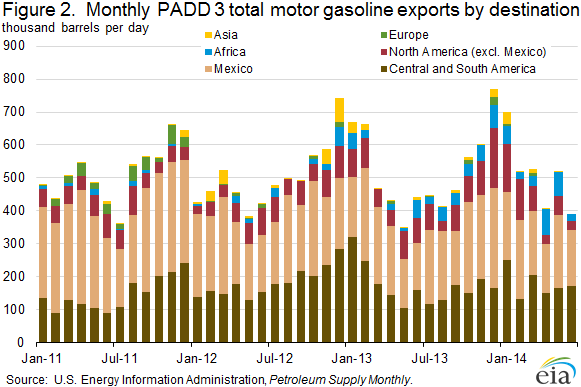 Figure 2.  Monthly PADD 3 total motor gasoline exports by destination
thousand barrels per day
Asia
Europe
Africa
North America (excl. Mexico)
Mexico
Central and South America
900
800
700
600
500
400
300
200
100
0
Jan-11
Jul-11
Jan-12
Jul-12
Jan-13
Jul-13
Jan-14
Source:  U.S. Energy Information Administration, Petroleum Supply Monthly.
eia